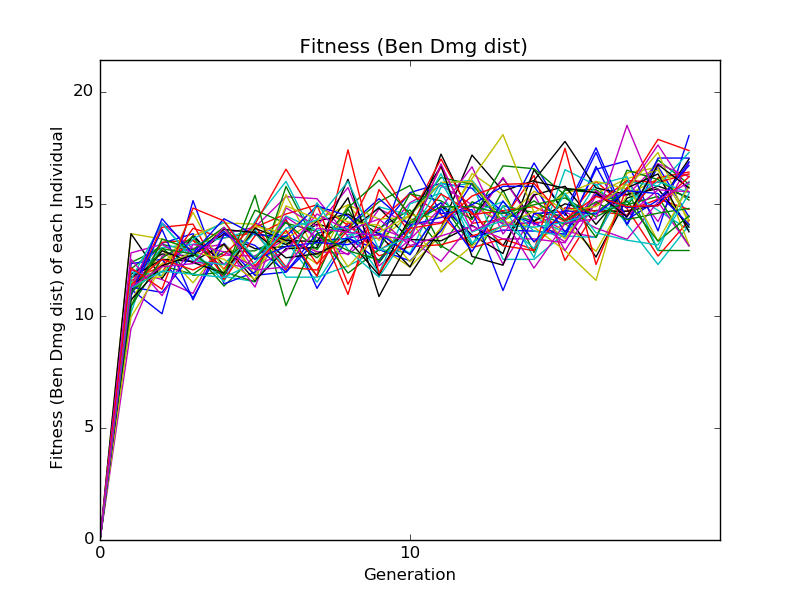 Fitness (Ben Dmg dist)
Fitness (Ben Dmg dist) of each Individual
20
15
10
5
0
0
10
Generation